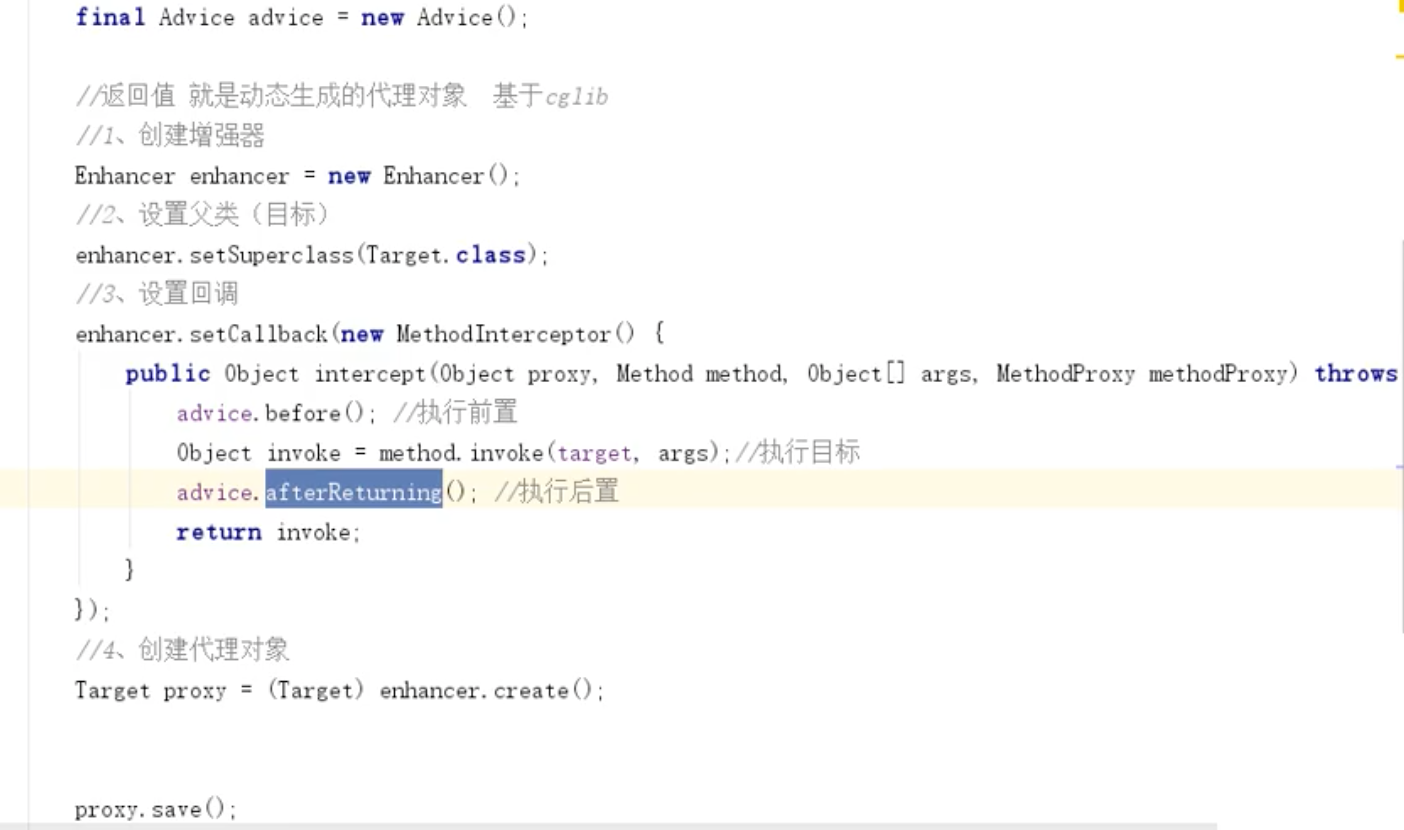 final Advice advice = new Advice();
//返回值 就是动态生成的代理对象  基于cglib
//1、创建增强器
Enhancer enhancer = new Enhancer();
//2、设置父类（目标）
enhancer.setSuperclass(Target.class);
//3、设置回调
enhancer.setCallback(new MethodInterceptor() {
public Object intercept(Object proxy, Method method, Object[] args, MethodProxy methodProxy) throws
advice.before(); //执行前置
Object invoke = method.invoke(target, args);//执行目标
advice.afterReturning(); //执行后置
return invoke;
}
});
//4、创建代理对象
Target proxy = (Target) enhancer.create();
proxy.save();